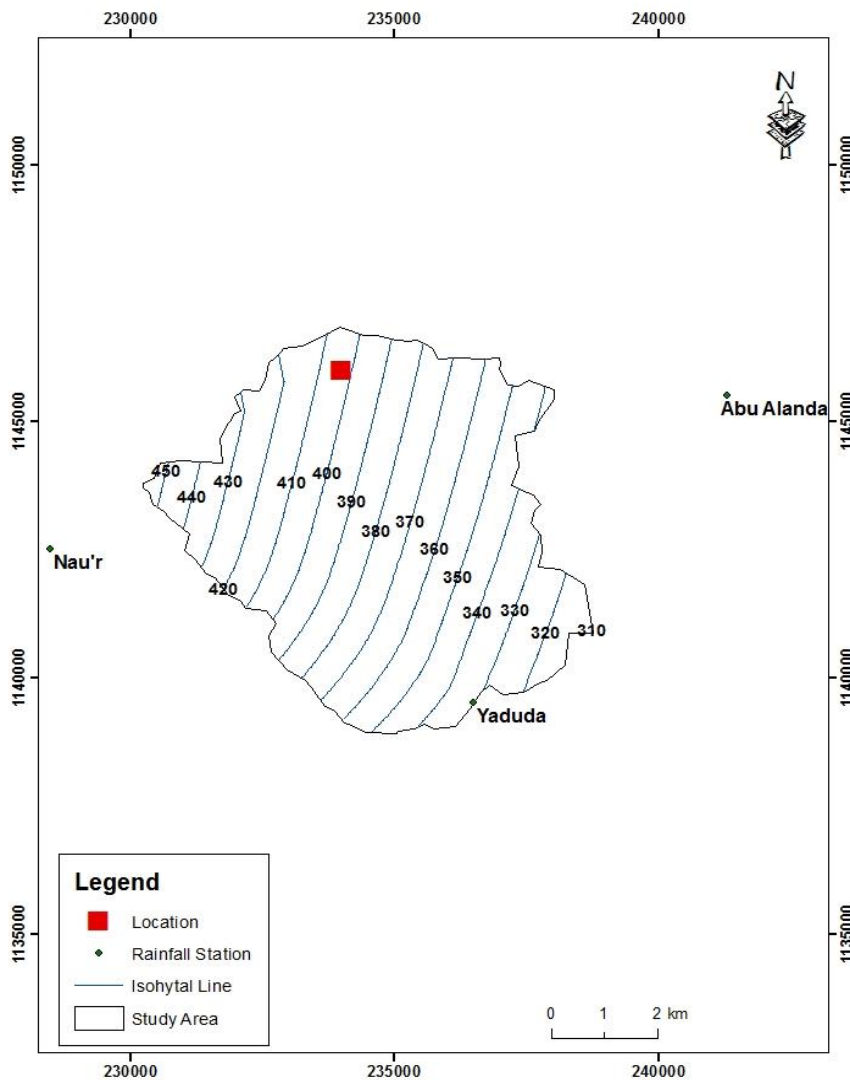 230000 235000 240000
N
1150000 1150000
1145000 1145000
Abu Alanda
450
440
430
410
400
390
380
370
360
350
340
330
320
310
420
Nau'r
1140000 1140000
Yaduda
1135000 1135000
Legend
Location
Rainfall Station
Isohytal Line
Study Area
0 1 2 km
230000 235000 240000